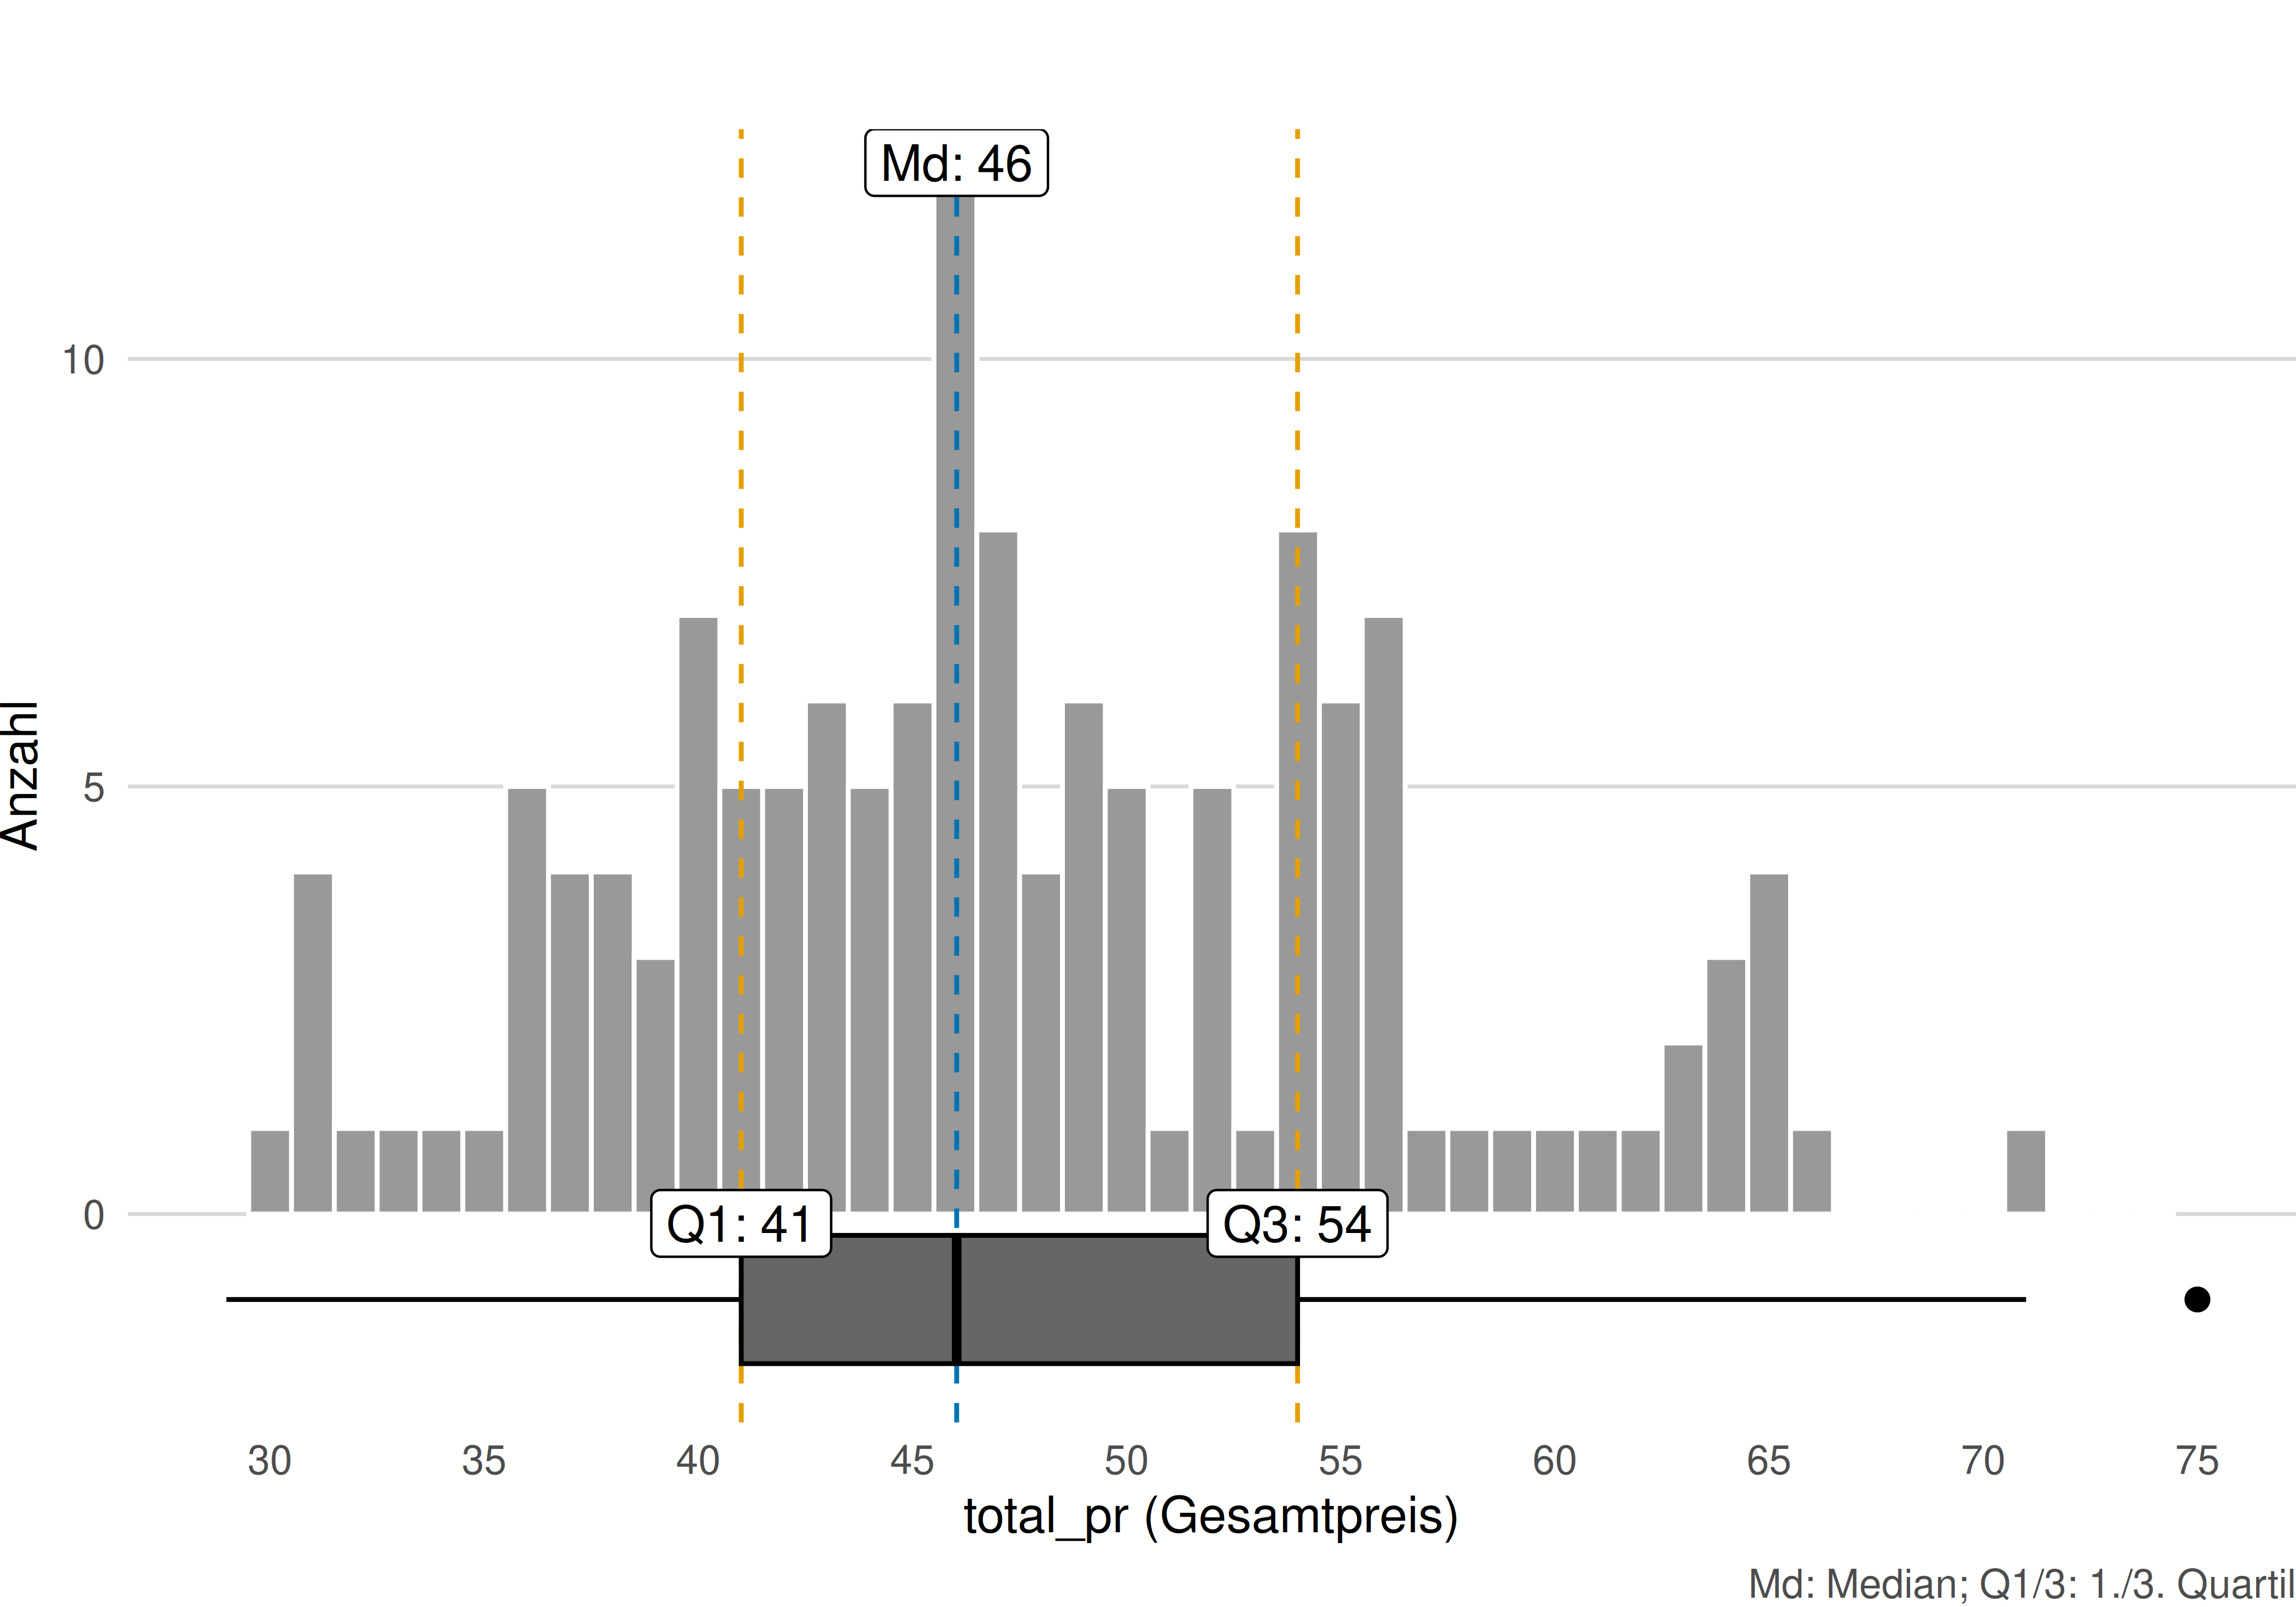 Md: 46
10
Anzahl
5
0
Q1: 41
Q3: 54
30 35 40 45 50 55 60 65 70 75
total_pr (Gesamtpreis)
Md: Median; Q1/3: 1./3. Quartil